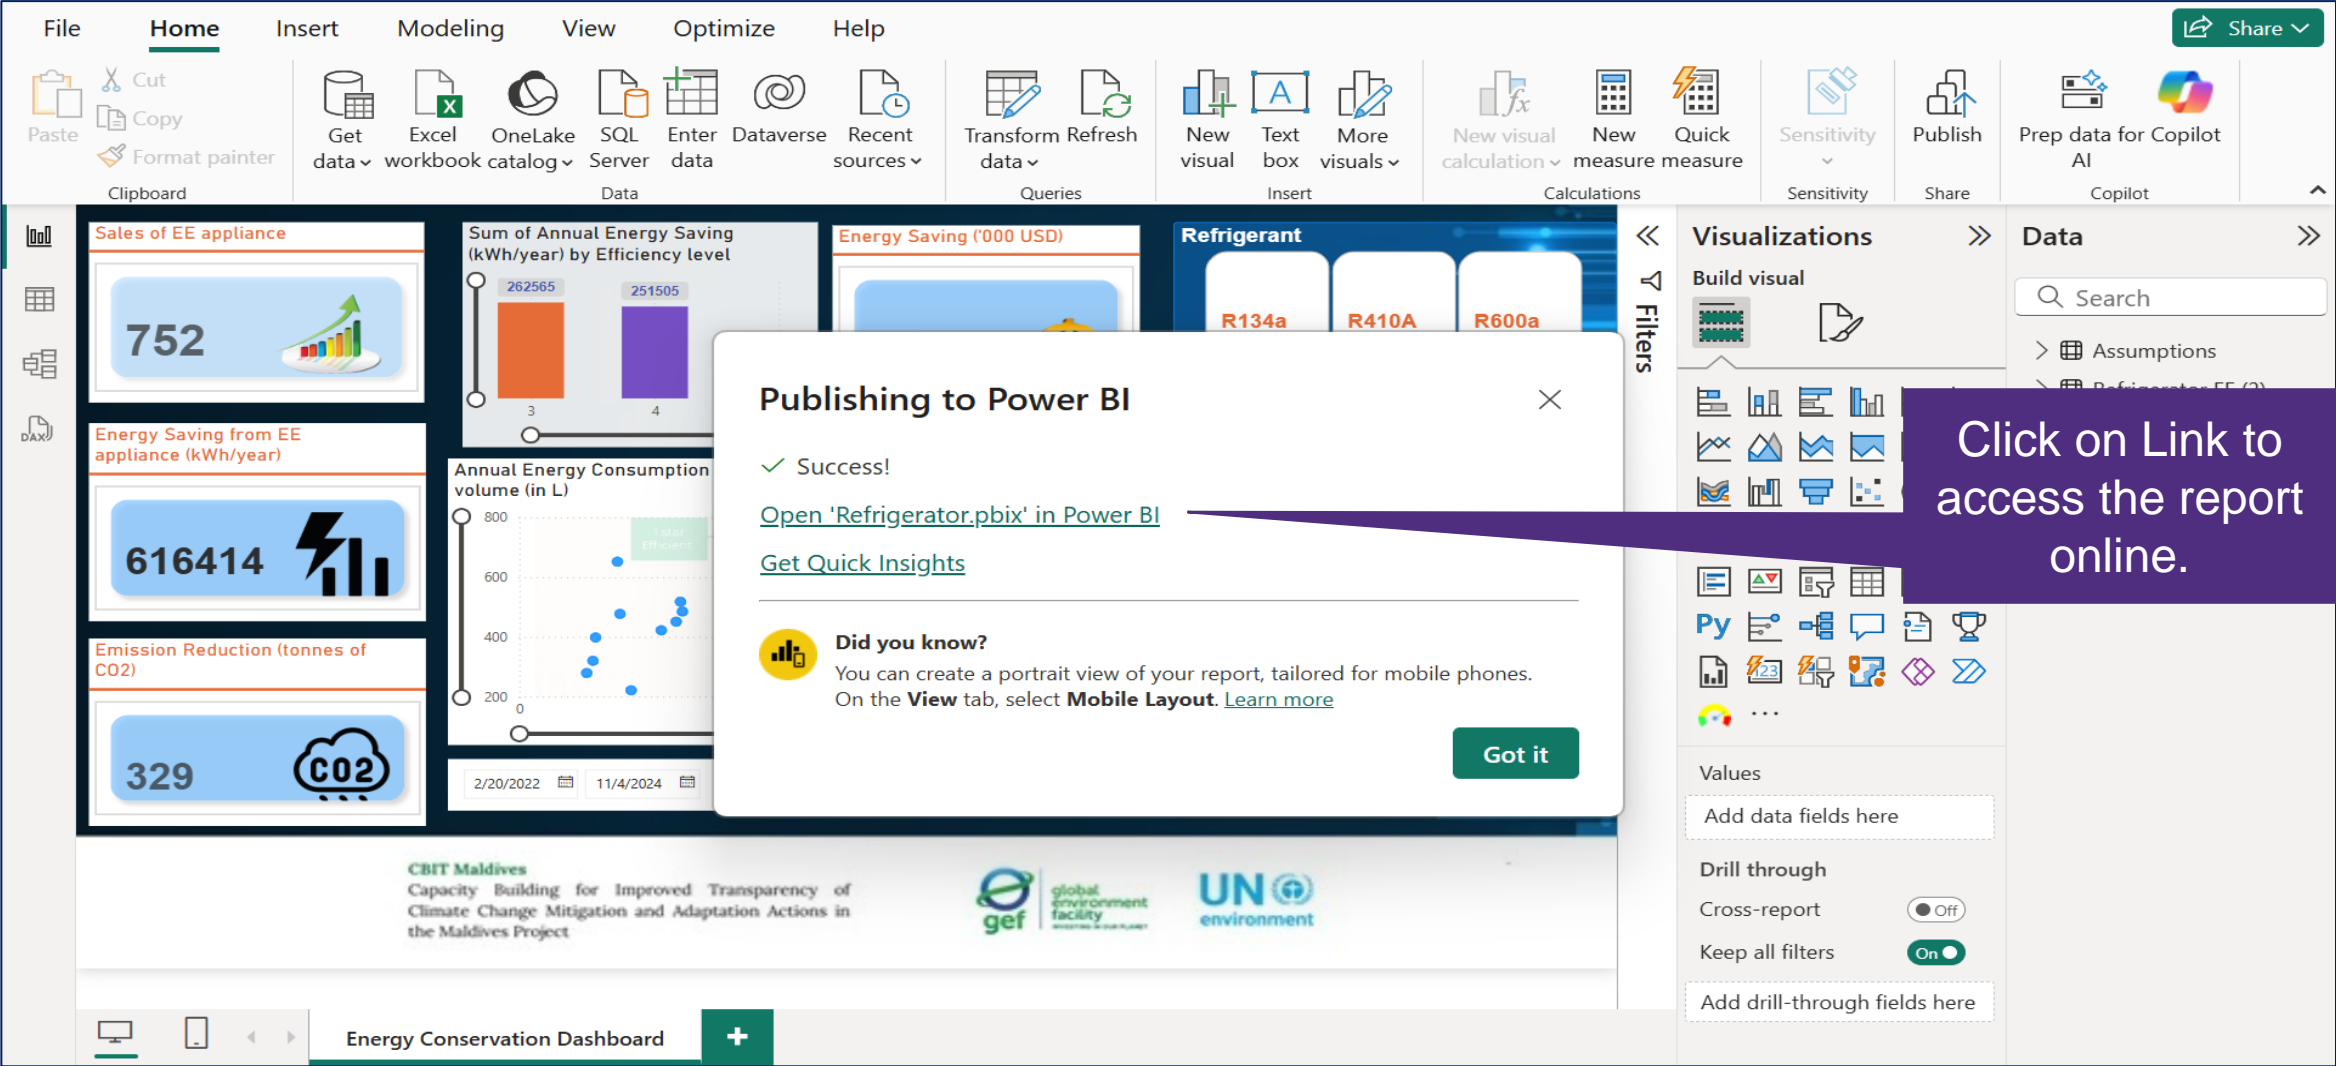 File Home Insert Modeling View Optimize Help
Share
Paste
Cut
Copy
Format painter
Clipboard
Get data
Excel workbook
OneLake catalog
SQL Server
Enter data
Dataverse
Recent sources
Data
Transform data
Refresh
Queries
New visual
Text box
More visuals
Insert
New visual calculation
New measure
Quick measure
Calculations
Sensitivity
Sensitivity
Publish
Share
Prep data for AI
Copilot
Copilot
Sales of EE appliance
752
Energy Saving from EE
appliance (kWh/year)
616414
Emission Reduction (tonnes of
CO2)
329
CO2
Sum of Annual Energy Saving
(kWh/year) by Efficiency level
262565
251505
3
4
Annual Energy Consumption
volume (in L)
800
600
400
200
0
1 star
Efficient
2/20/2022
11/4/2024
Energy Saving ('000 USD)
Refrigerant
R134a
R410A
R600a
Publishing to Power BI
Success!
Open 'Refrigerator.pbix' in Power BI
Get Quick Insights
Did you know?
You can create a portrait view of your report, tailored for mobile phones.
On the View tab, select Mobile Layout. Learn more
Got it
Filters
Visualizations
Build visual
Py
123
Values
Add data fields here
Drill through
Cross-report
Off
Keep all filters
On
Add drill-through fields here
Data
Search
Assumptions
Click on Link to
access the report
online.
DAX
CBIT Maldives
Capacity Building for Improved Transparency of
Climate Change Mitigation and Adaptation Actions in
the Maldives Project
gef
global
environment
facility
INVESTING IN OUR PLANET
UN
environment
Energy Conservation Dashboard